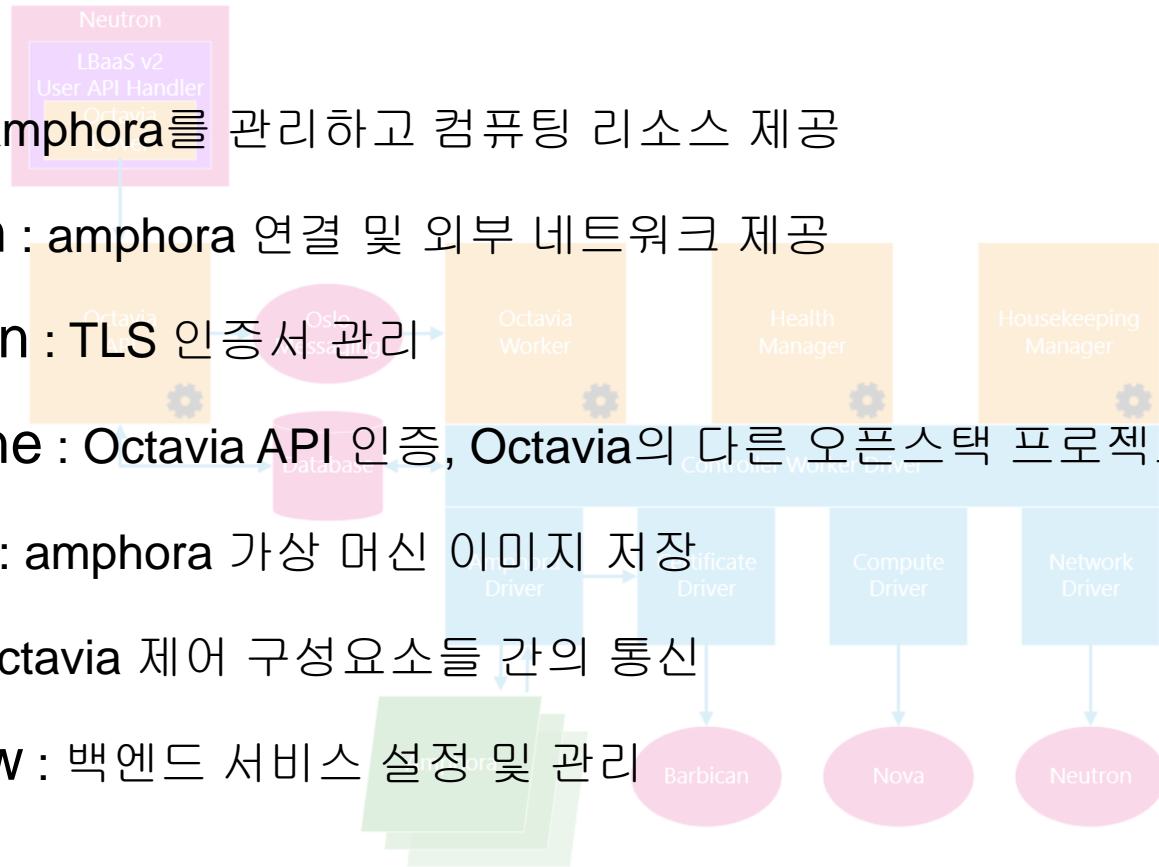 Neutron
LBaaS v2
User API Handler
Octavia
mphora를 관리하고 컴퓨팅 리소스 제공
: amphora 연결 및 외부 네트워크 제공
Octavia
Oslo
Messaging
Octavia
Worker
Health
Manager
Housekeeping
Manager
n : TLS 인증서 관리
ne : Octavia API 인증, Octavia의 다른 오픈스택 프로젝
Database
Controller Worker Driver
: amphora 가상 머신 이미지 저장
Driver
Certificate
Driver
Compute
Driver
Network
Driver
ctavia 제어 구성요소들 간의 통신
w : 백엔드 서비스 설정 및 관리
Amphora
Barbican
Nova
Neutron